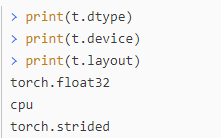 > print(t.dtype)
> print(t.device)
> print(t.layout)
torch.float32
cpu
torch.strided